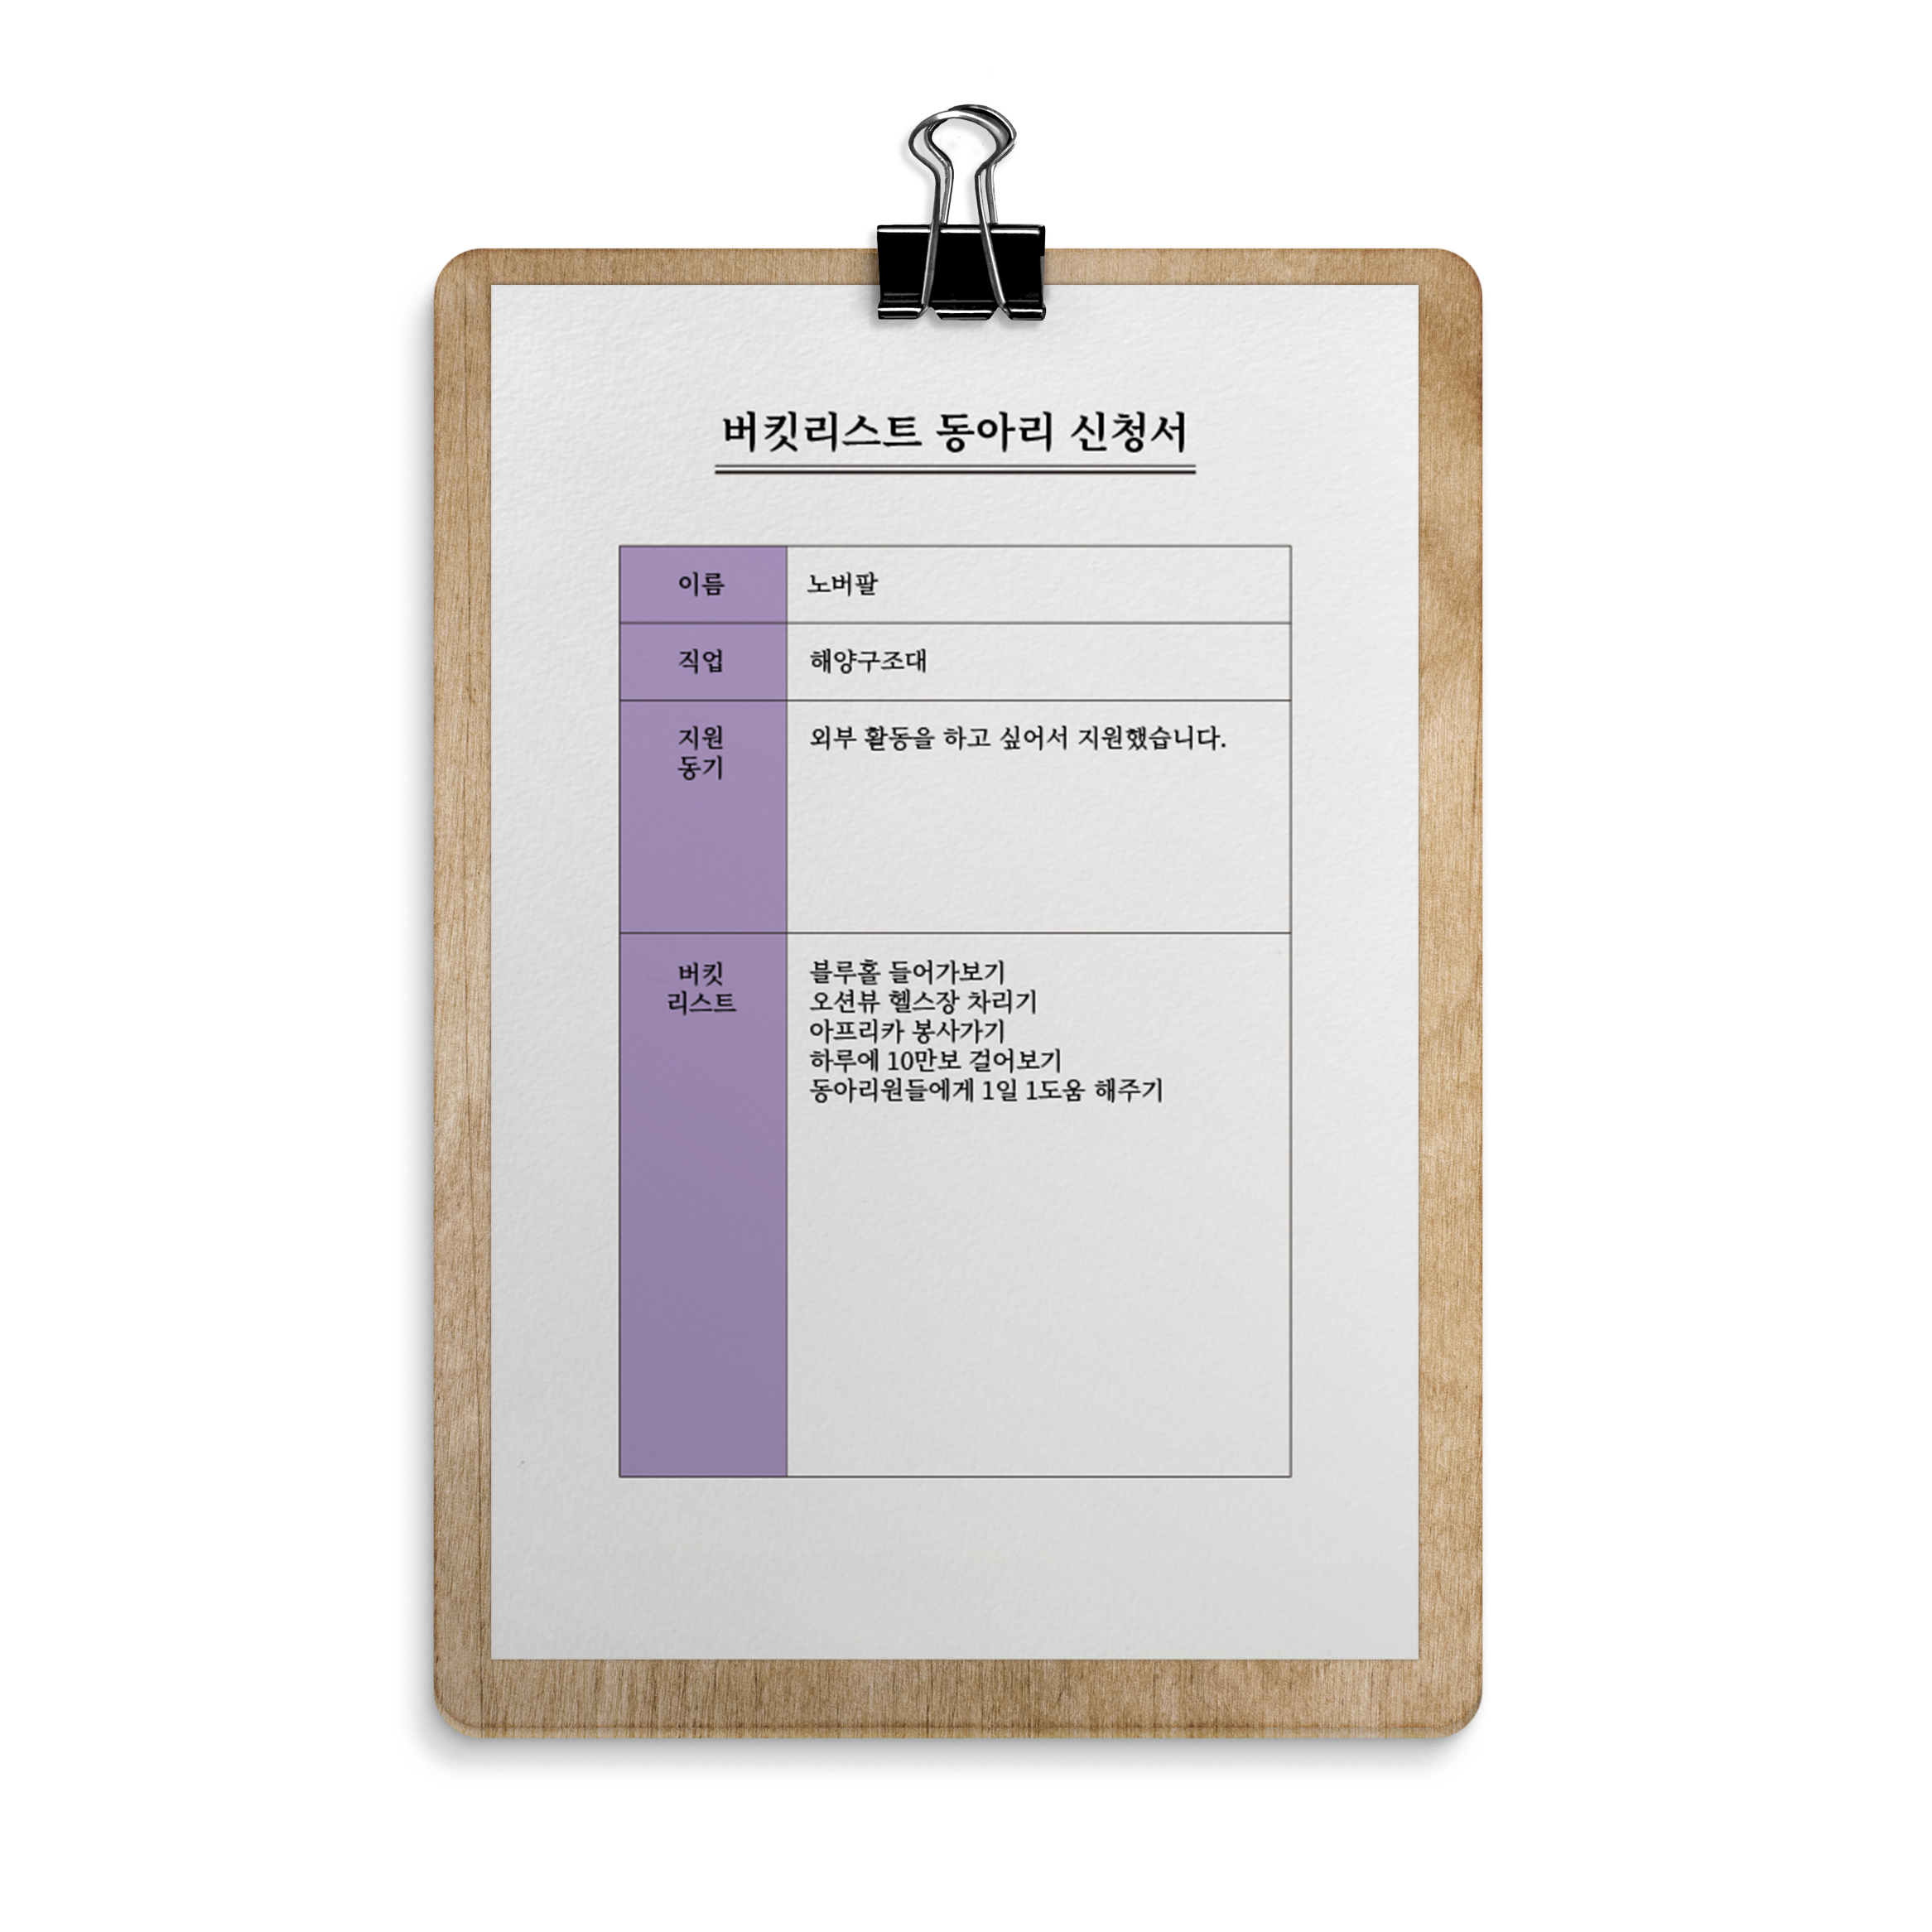 버킷리스트 동아리 신청서
이름
노버팔
직업
해양구조대
지원
동기
외부 활동을 하고 싶어서 지원했습니다.
버킷
리스트
블루홀 들어가보기
오션뷰 헬스장 차리기
아프리카 봉사가기
하루에 10만보 걸어보기
동아리원들에게 1일 1도움 해주기